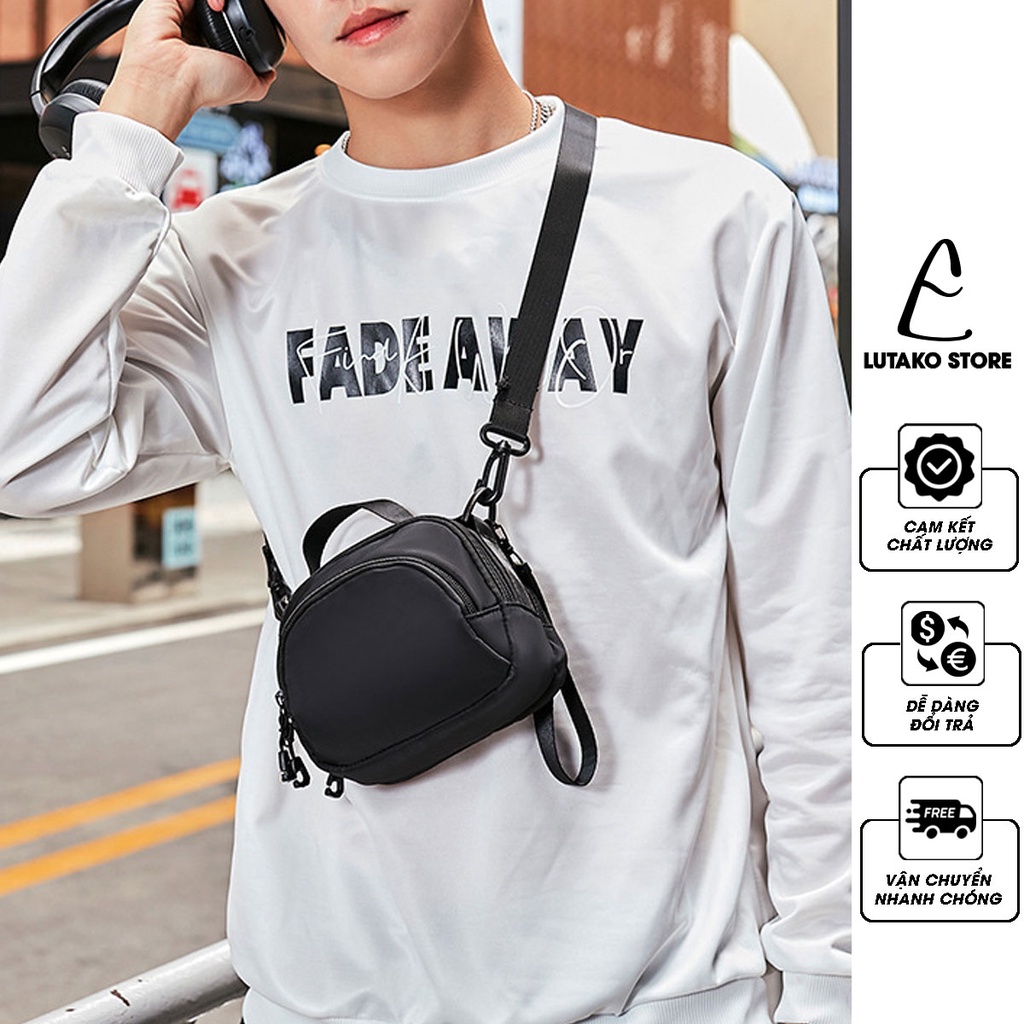 FADE AWAY
LUTAKO STORE
CAM KẾT
CHẤT LƯỢNG
$
€
DỄ DÀNG
ĐỔI TRẢ
FREE
VẬN CHUYỂN
NHANH CHÓNG